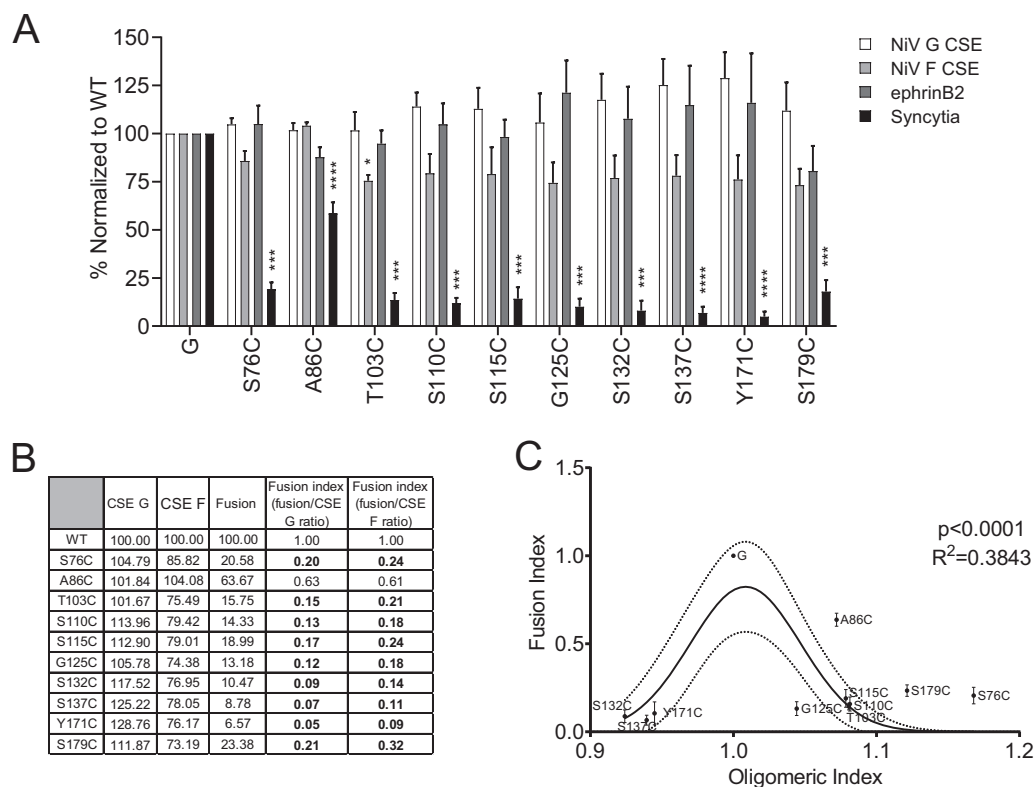 A
150
125
100
75
50
25
0
% Normalized to WT
NiV G CSE
NiV F CSE
ephrinB2
Syncytia
***
****
*
***
***
***
***
***
****
****
***
G
S76C
A86C
T103C
S110C
S115C
G125C
S132C
S137C
Y171C
S179C
B
CSE G CSE F Fusion Fusion index (fusion/CSE G ratio) Fusion index (fusion/CSE F ratio)
WT 100.00 100.00 100.00 1.00 1.00
S76C 104.79 85.82 20.58 0.20 0.24
A86C 101.84 104.08 63.67 0.63 0.61
T103C 101.67 75.49 15.75 0.15 0.21
S110C 113.96 79.42 14.33 0.13 0.18
S115C 112.90 79.01 18.99 0.17 0.24
G125C 105.78 74.38 13.18 0.12 0.18
S132C 117.52 76.95 10.47 0.09 0.14
S137C 125.22 78.05 8.78 0.07 0.11
Y171C 128.76 76.17 6.57 0.05 0.09
S179C 111.87 73.19 23.38 0.21 0.32
C
1.5
1.0
0.5
0.0
Fusion Index
p<0.0001
R²=0.3843
G
A86C
S115C
S179C
S76C
S132C
S137C
Y171C
G125C
S110C
T103C
0.9
1.0
1.1
1.2
Oligomeric Index